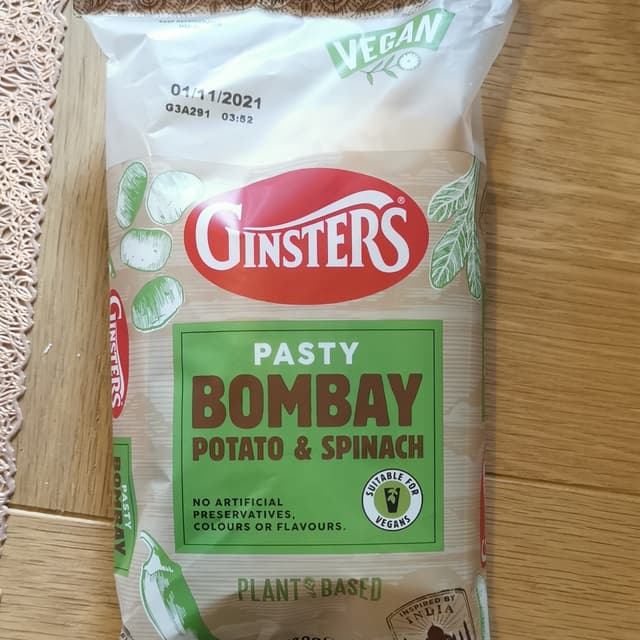 VEGAN
01/11/2021
G3A291 03:52
GINSTERS®
PASTY
BOMBAY
POTATO & SPINACH
NO ARTIFICIAL
PRESERVATIVES,
COLOURS OR FLAVOURS.
SUITABLE FOR
VEGANS
PLANT BASED
INSPIRED BY
INDIA
GINSTERS
PASTY
BOMBAY